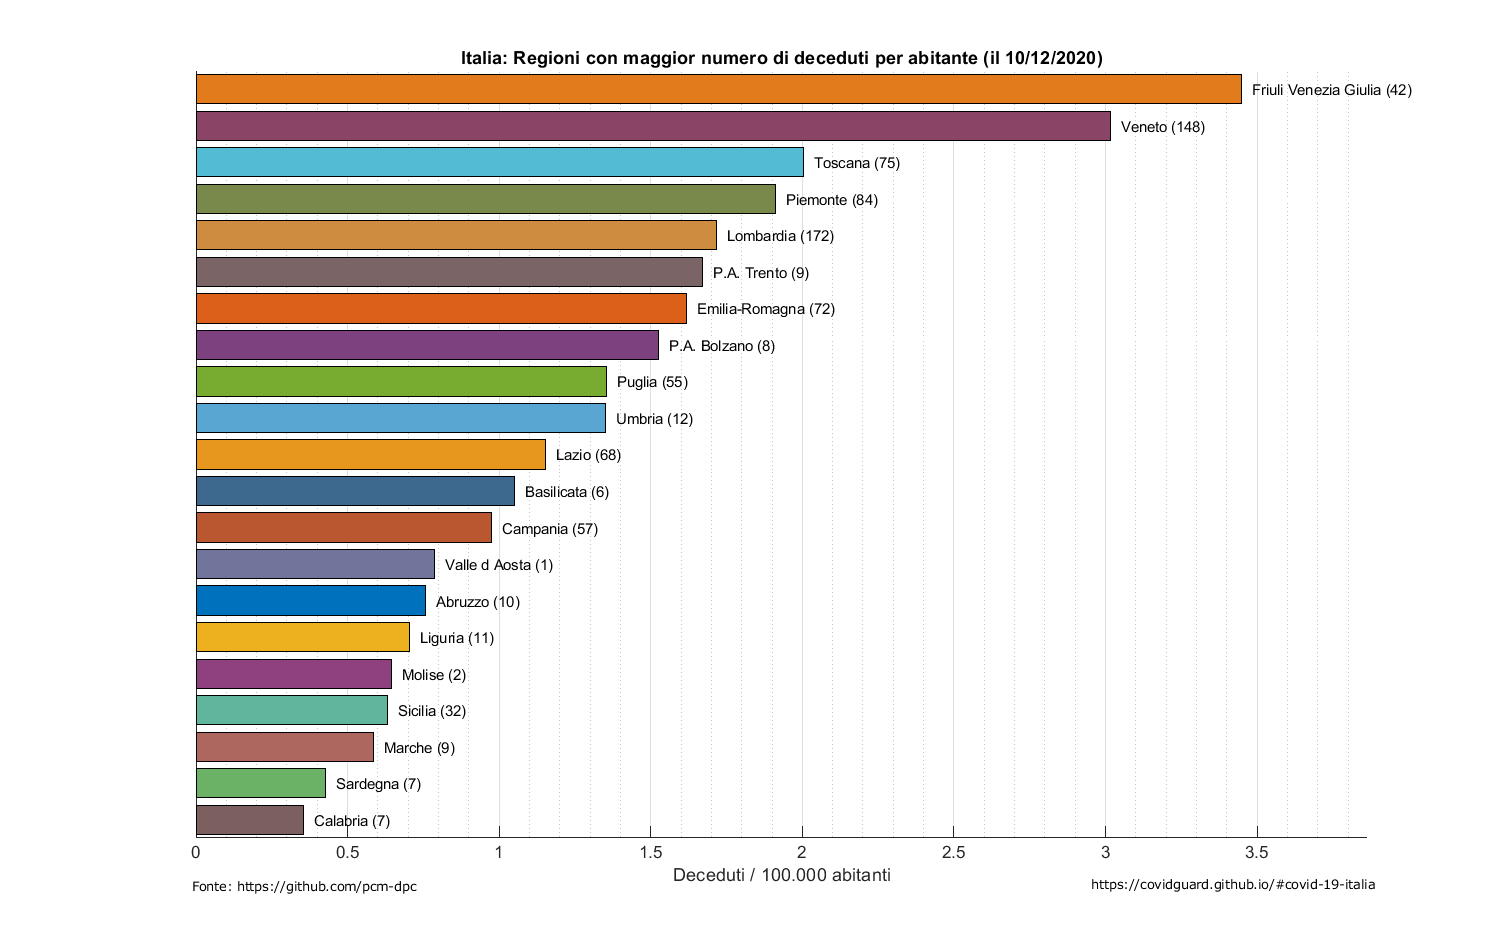 Italia: Regioni con maggior numero di deceduti per abitante (il 10/12/2020)
Friuli Venezia Giulia (42)
Veneto (148)
Toscana (75)
Piemonte (84)
Lombardia (172)
P.A. Trento (9)
Emilia-Romagna (72)
P.A. Bolzano (8)
Puglia (55)
Umbria (12)
Lazio (68)
Basilicata (6)
Campania (57)
Valle d Aosta (1)
Abruzzo (10)
Liguria (11)
Molise (2)
Sicilia (32)
Marche (9)
Sardegna (7)
Calabria (7)
0 0.5 1 1.5 2 2.5 3 3.5
Deceduti / 100.000 abitanti
Fonte: https://github.com/pcm-dpc
https://covidguard.github.io/#covid-19-italia